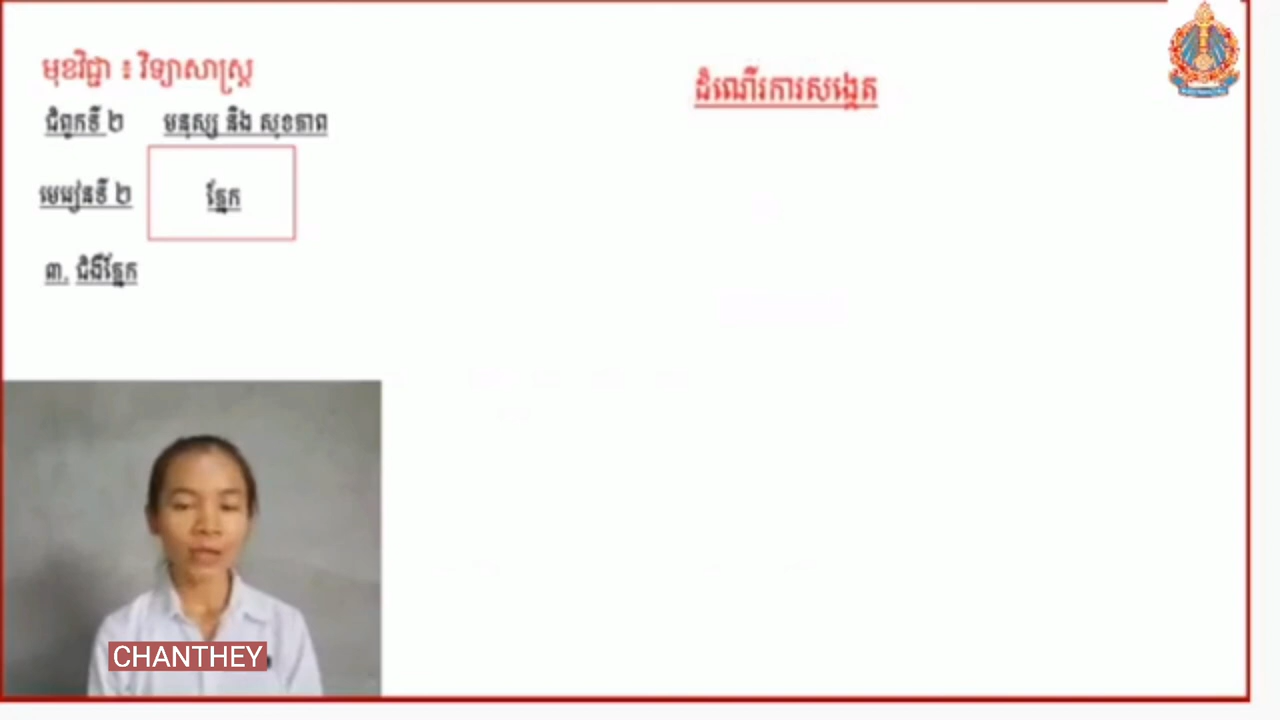 មុខវិជ្ជា ៖ វិទ្យាសាស្ត្រ
ដំណើរការសង្កេត
ជំពូកទី ២ មនុស្ស និង សុខភាព
មេរៀនទី ២ ភ្នែក
៣. ជំងឺភ្នែក
CHANTHEY